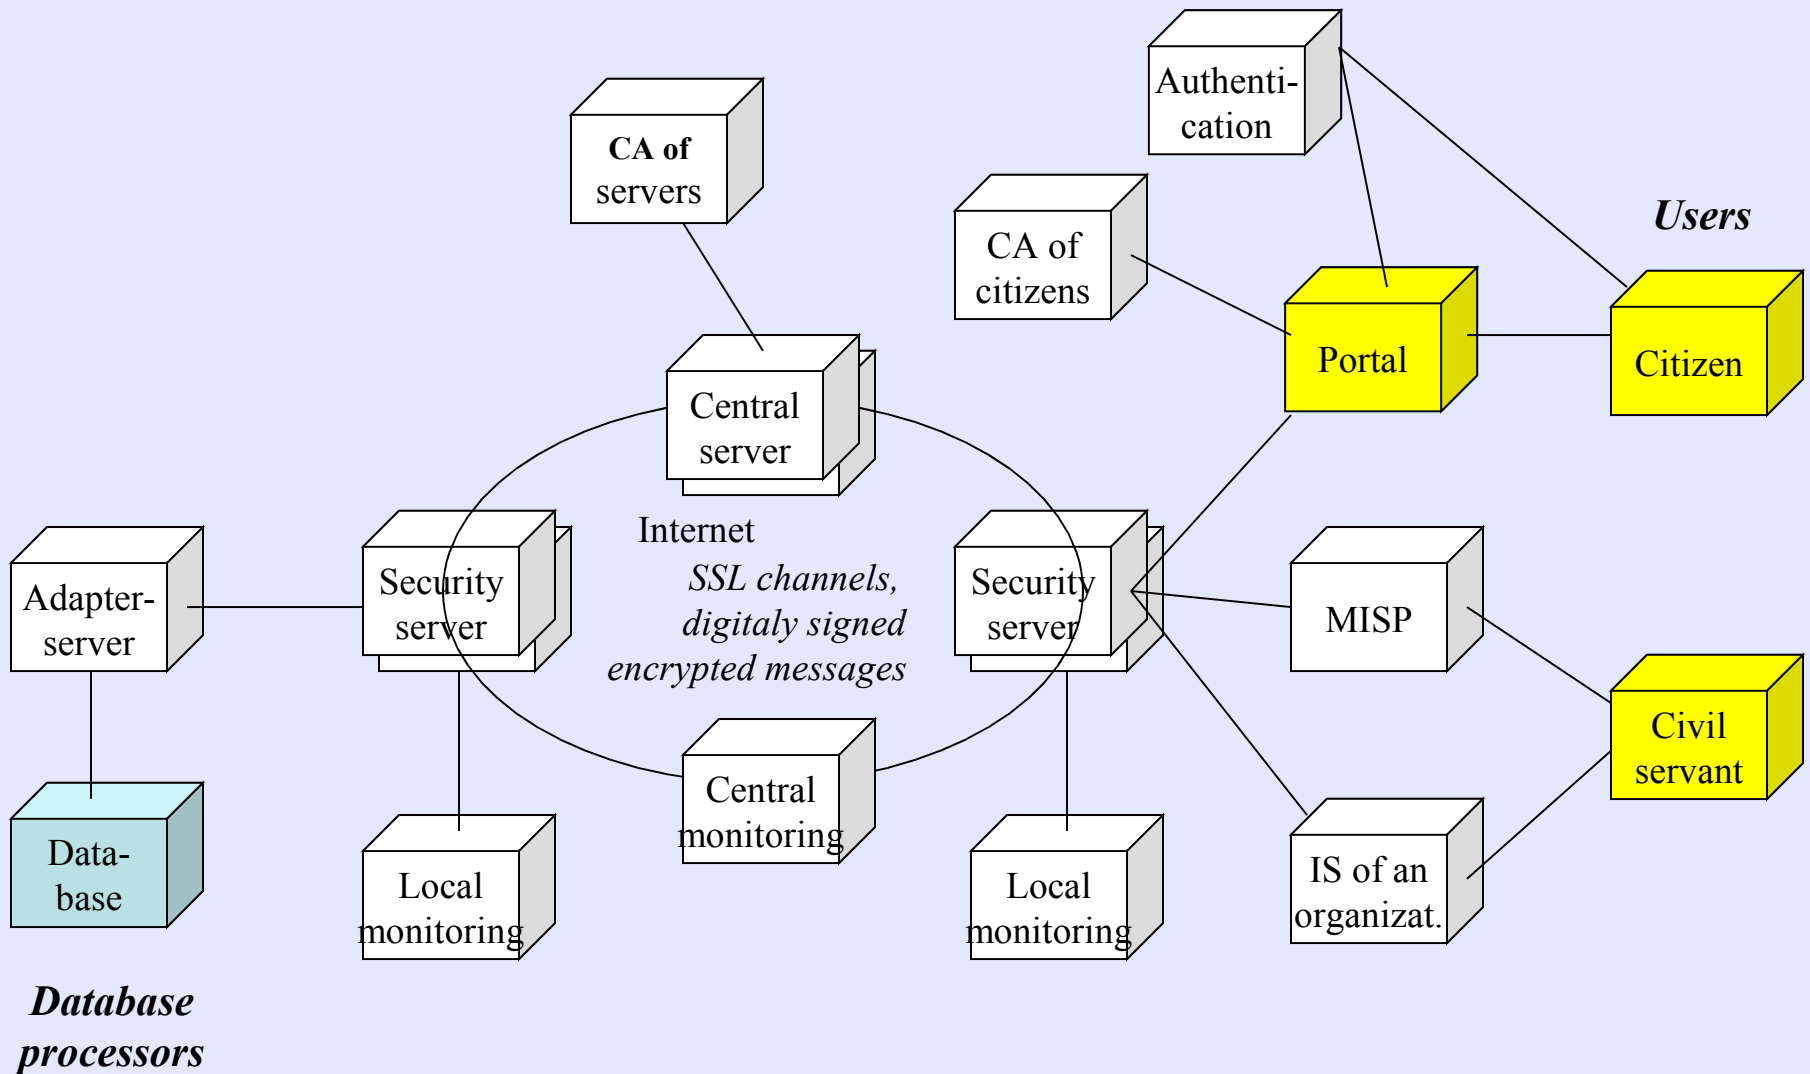 Authenti-
cation
CA of
servers
CA of
citizens
Users
Portal
Citizen
Central
server
Internet
SSL channels,
digitaly signed
encrypted messages
Adapter-
server
Security
server
Security
server
MISP
Civil
servant
Central
monitoring
Data-
base
Local
monitoring
Local
monitoring
IS of an
organizat.
Database
processors